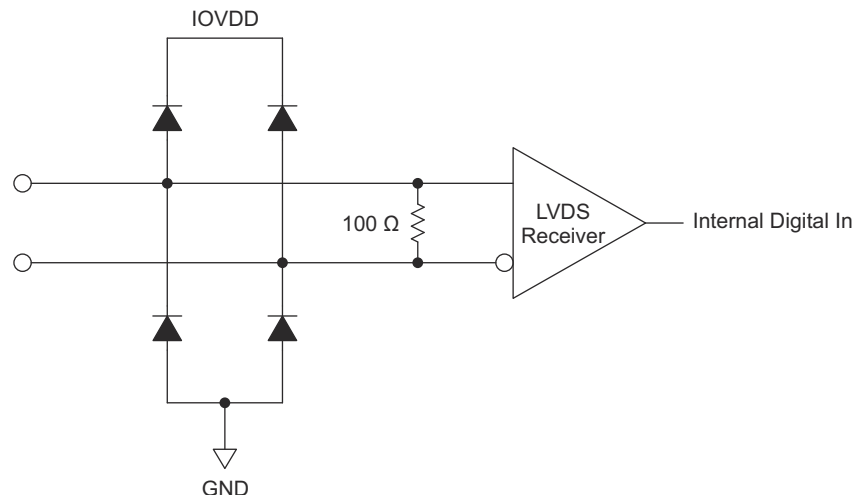 IOVDD
100 Ω
LVDS
Receiver
Internal Digital In
GND